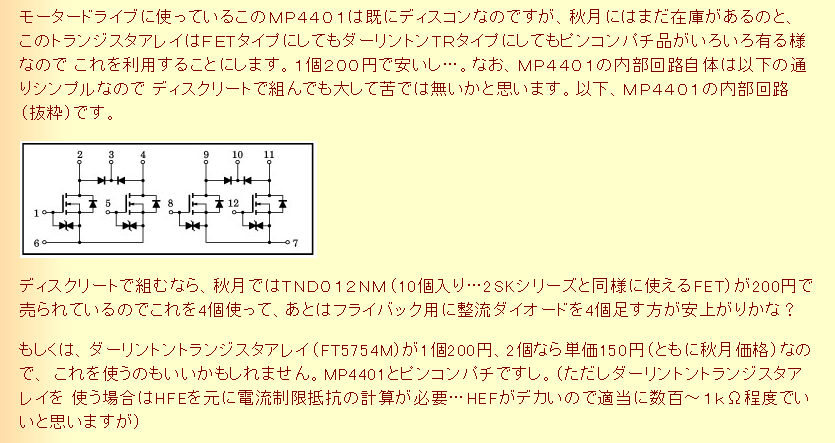 モータードライブに使っているこのＭＰ４４０１は既にディスコンなのですが、秋月にはまだ在庫があるのと、
このトランジスタアレイはＦＥＴタイプにしてもダーリントンＴＲタイプにしてもピンコンパチ品がいろいろ有る様
なので これを利用することにします。１個２００円で安いし…。なお、ＭＰ４４０１の内部回路自体は以下の通
りシンプルなので ディスクリートで組んでも大して苦では無いかと思います。以下、ＭＰ４４０１の内部回路
（抜粋）です。
2 3 4 9 10 11
1 5 8 12
6 7
ディスクリートで組むなら、秋月ではＴＮＤ０１２ＮＭ（10個入り…２ＳＫシリーズと同様に使えるＦＥＴ）が200円で
売られているのでこれを4個使って、あとはフライバック用に整流ダイオードを4個足す方が安上がりかな？
もしくは、ダーリントントランジスタアレイ（FT5754M）が１個200円、2個なら単価150円（ともに秋月価格）なの
で、 これを使うのもいいかもしれません。MP4401とピンコンパチですし。（ただしダーリントントランジスタア
レイを 使う場合はHFEを元に電流制限抵抗の計算が必要…HEFがデカいので適当に数百～１ｋΩ程度でい
いと思いますが）